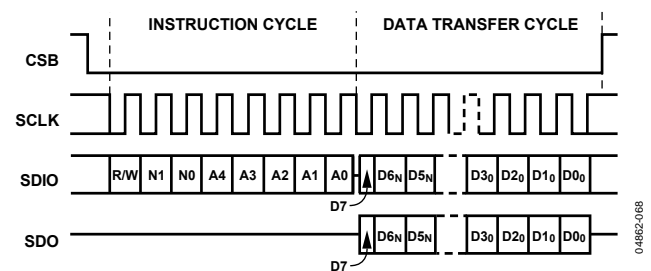 INSTRUCTION CYCLE DATA TRANSFER CYCLE
CSB
SCLK
SDIO R/W N1 N0 A4 A3 A2 A1 A0 D6N D5N D30 D20 D10 D00
D7
SDO D6N D5N D30 D20 D10 D00
D7
04862-068